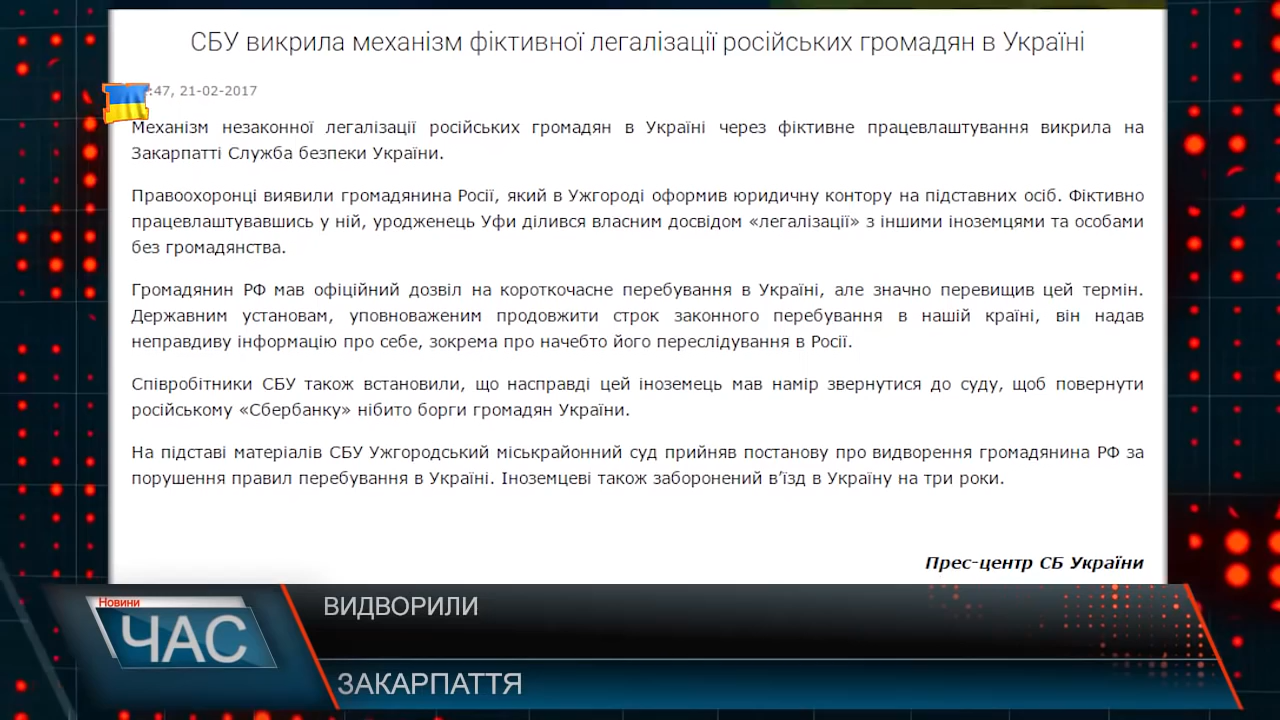 СБУ викрила механізм фіктивної легалізації російських громадян в Україні
:47, 21-02-2017
Механізм незаконної легалізації російських громадян в Україні через фіктивне працевлаштування викрила на
Закарпатті Служба безпеки України.
Правоохоронці виявили громадянина Росії, який в Ужгороді оформив юридичну контору на підставних осіб. Фіктивно
працевлаштувавшись у ній, уродженець Уфи ділився власним досвідом «легалізації» з іншими іноземцями та особами
без громадянства.
Громадянин РФ мав офіційний дозвіл на короткочасне перебування в Україні, але значно перевищив цей термін.
Державним установам, уповноваженим продовжити строк законного перебування в нашій країні, він надав
неправдиву інформацію про себе, зокрема про начебто його переслідування в Росії.
Співробітники СБУ також встановили, що насправді цей іноземець мав намір звернутися до суду, щоб повернути
російському «Сбербанку» нібито борги громадян України.
На підставі матеріалів СБУ Ужгородський міськрайонний суд прийняв постанову про видворення громадянина РФ за
порушення правил перебування в Україні. Іноземцеві також заборонений в’їзд в Україну на три роки.
Прес-центр СБ України
Новини
ЧАС
ВИДВОРИЛИ
ЗАКАРПАТТЯ